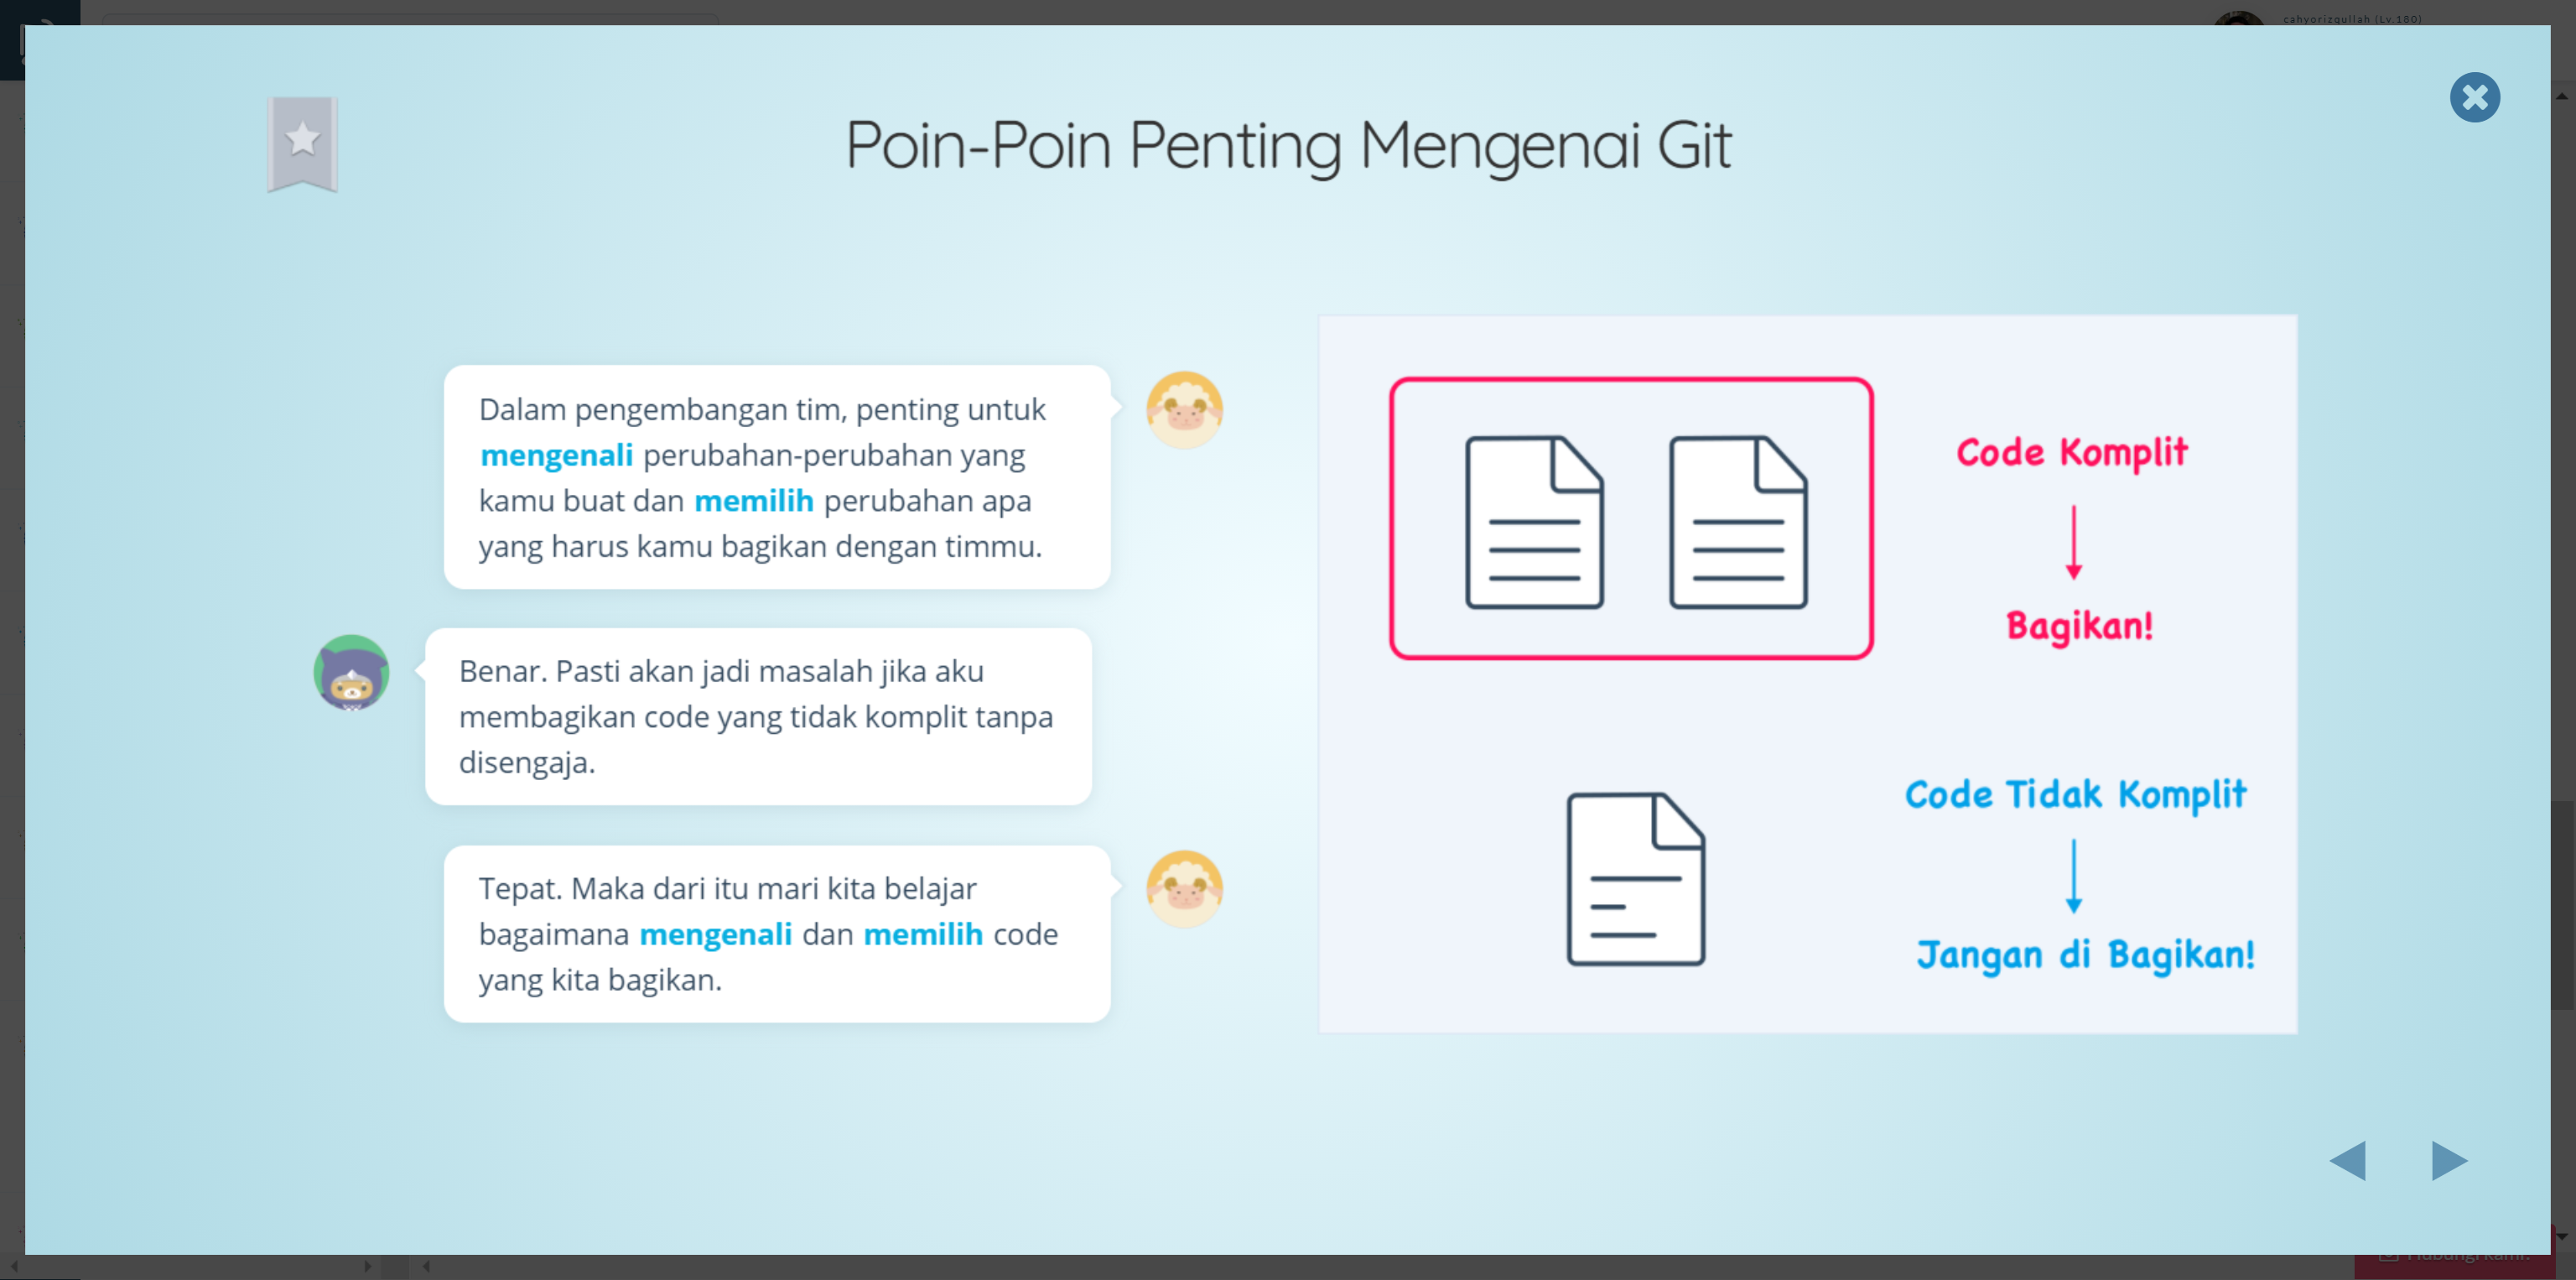 cahyorizqullah (Lv.180)
Poin-Poin Penting Mengenai Git
Dalam pengembangan tim, penting untuk
mengenali perubahan-perubahan yang
kamu buat dan memilih perubahan apa
yang harus kamu bagikan dengan timmu.
Benar. Pasti akan jadi masalah jika aku
membagikan code yang tidak komplit tanpa
disengaja.
Tepat. Maka dari itu mari kita belajar
bagaimana mengenali dan memilih code
yang kita bagikan.
Code Komplit
Bagikan!
Code Tidak Komplit
Jangan di Bagikan!